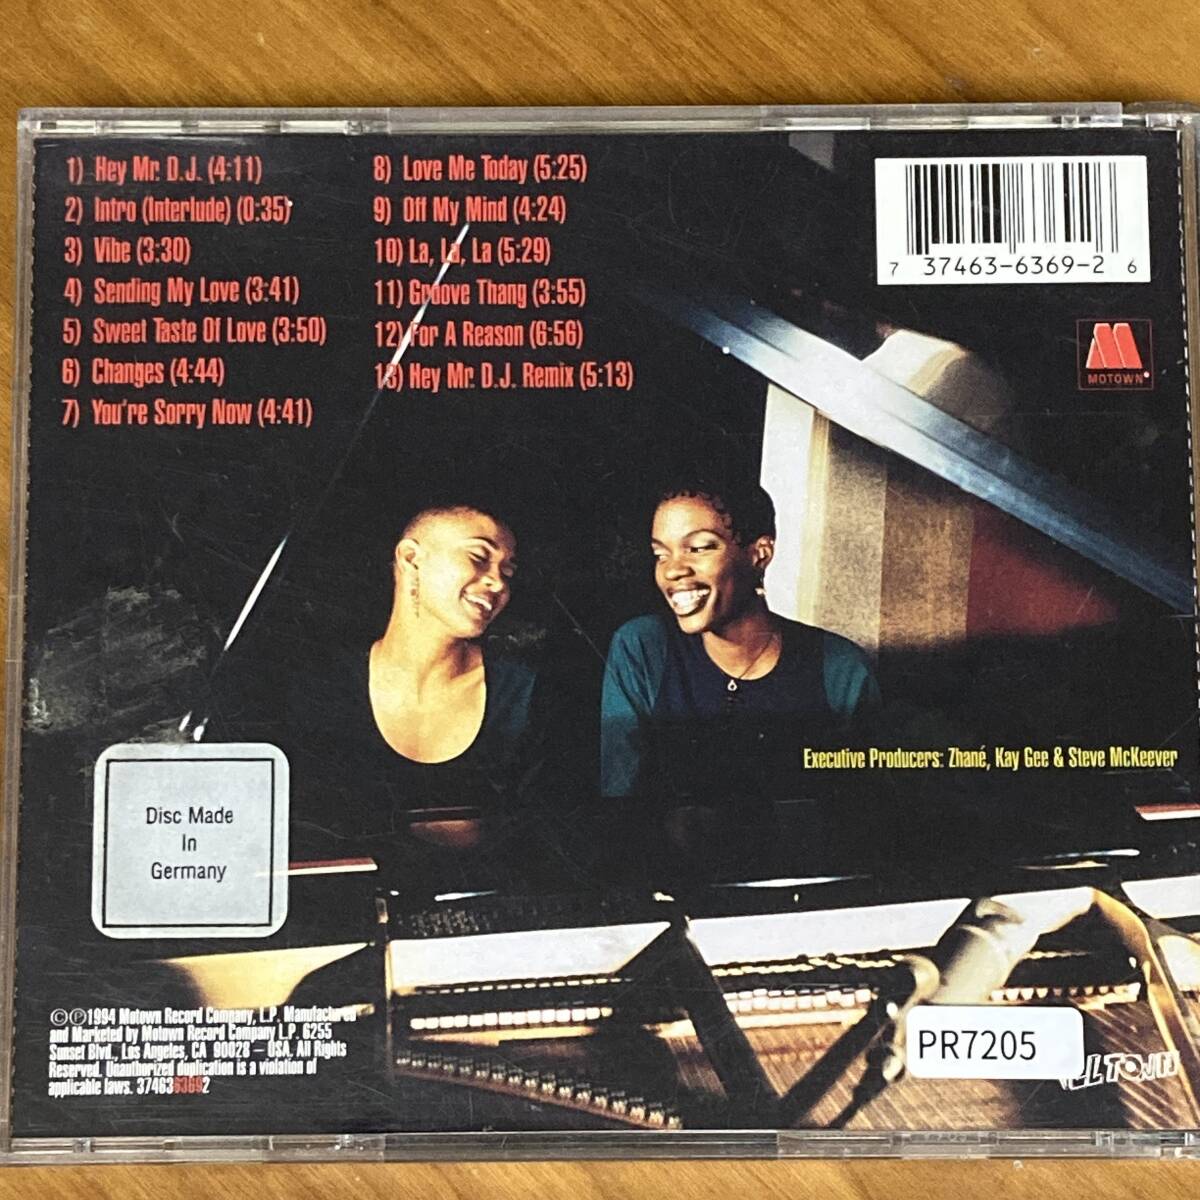 1) Hey Mr. D.J. (4:11)
2) Intro (Interlude) (0:35)
3) Vibe (3:30)
4) Sending My Love (3:41)
5) Sweet Taste Of Love (3:50)
6) Changes (4:44)
7) You're Sorry Now (4:41)
8) Love Me Today (5:25)
9) Off My Mind (4:24)
10) La, La, La (5:29)
11) Groove Thang (3:55)
12) For A Reason (6:56)
13) Hey Mr. D.J. Remix (5:13)
7 37463-6369-2 6
MOTOWN
Executive Producers: Zhané, Kay Gee & Steve McKeever
Disc Made
In
Germany
©℗1994 Motown Record Company, L.P. Manufactured
and Marketed by Motown Record Company L.P. 6255
Sunset Blvd., Los Angeles, CA 90028 – USA. All Rights
Reserved. Unauthorized duplication is a violation of
applicable laws. 3746363692
PR7205
LL TOWN